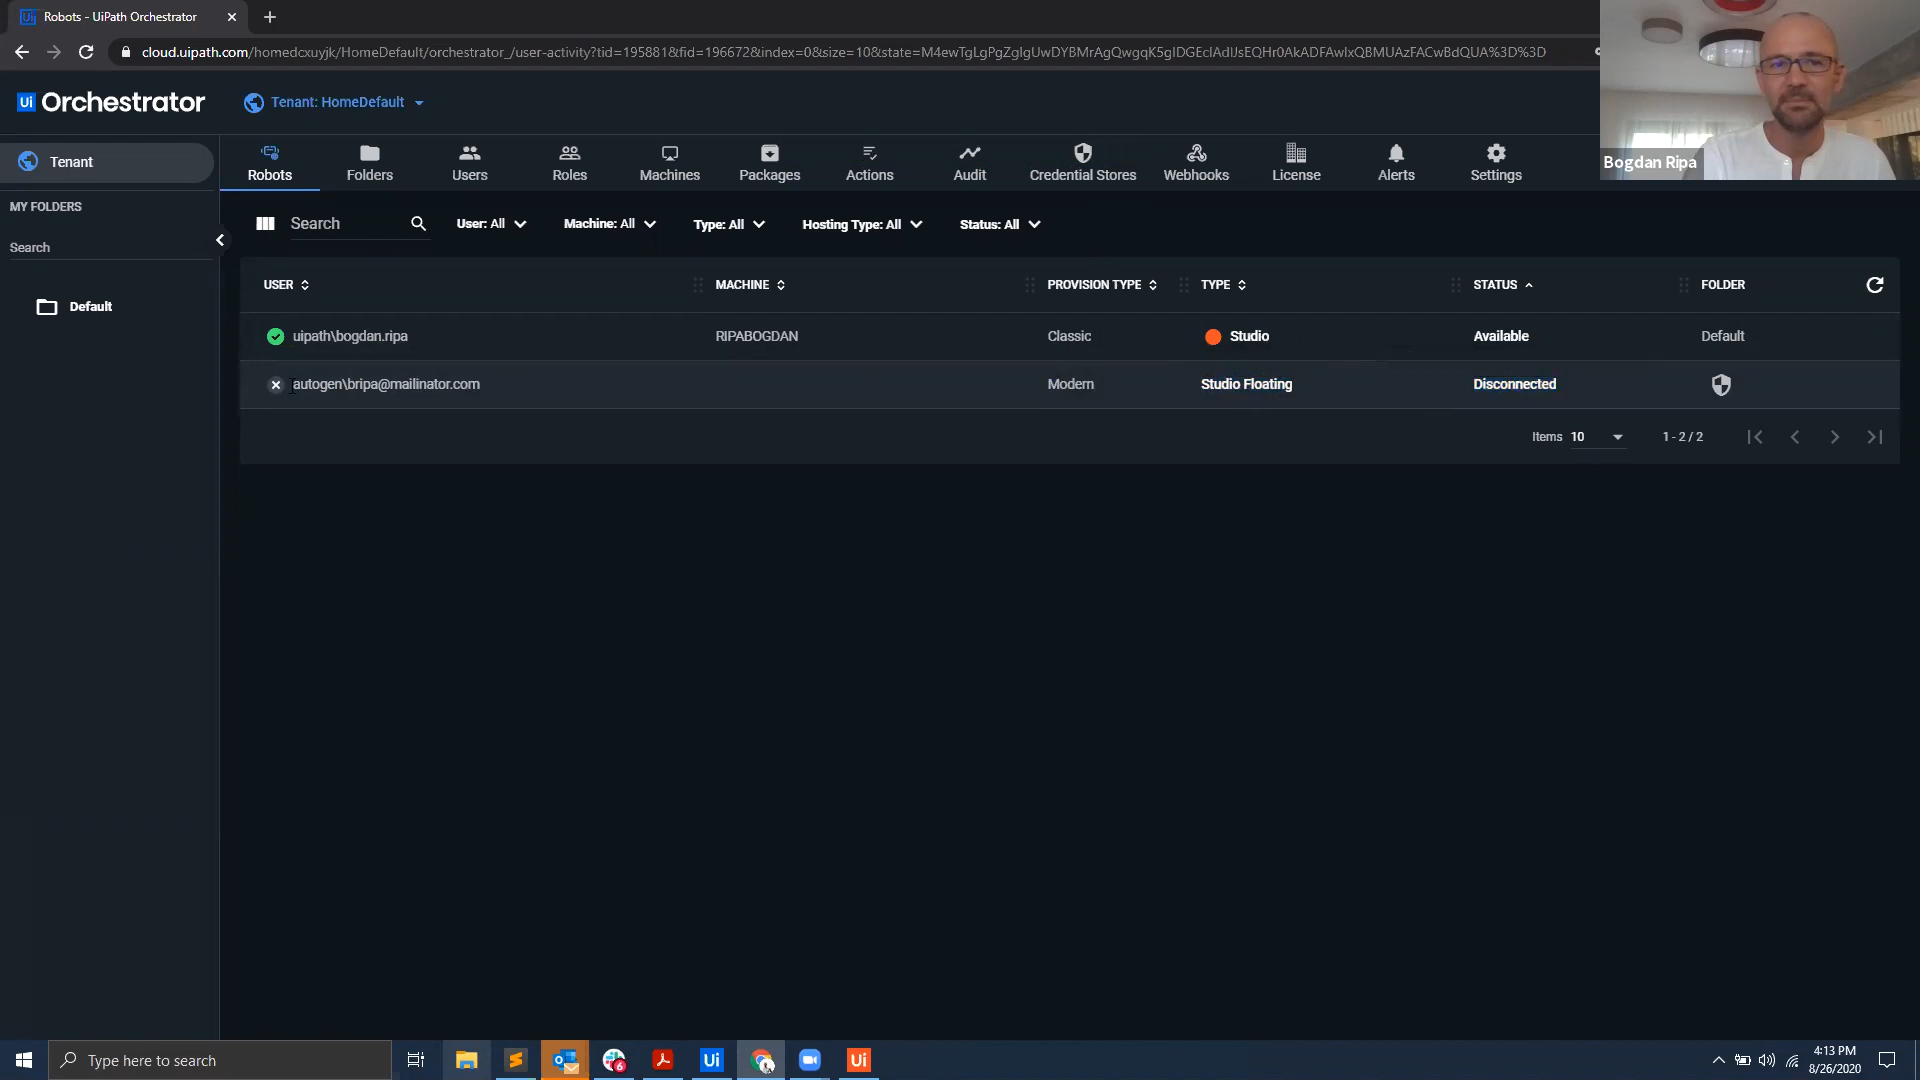 Robots - UiPath Orchestrator
cloud.uipath.com/homedcxuyjk/HomeDefault/orchestrator_/user-activity?tid=195881&fid=196672&index=0&size=10&state=M4ewTgLgPgZglgUwDYBMrAgQwgqK5gIDGEclAdIJsEQHr0AkADFAwIxQBMUAzFACwBdQUA%3D%3D
Ui Orchestrator
Tenant: HomeDefault
Bogdan Ripa
Tenant
Robots
Folders
Users
Roles
Machines
Packages
Actions
Audit
Credential Stores
Webhooks
License
Alerts
Settings
MY FOLDERS
Search
Default
Search
User: All
Machine: All
Type: All
Hosting Type: All
Status: All
USER MACHINE PROVISION TYPE TYPE STATUS FOLDER
uipath\bogdan.ripa RIPABOGDAN Classic Studio Available Default
autogen\bripa@mailinator.com Modern Studio Floating Disconnected
Items 10 1 - 2 / 2
Type here to search
6
Ui
Ui
4:13 PM
8/26/2020